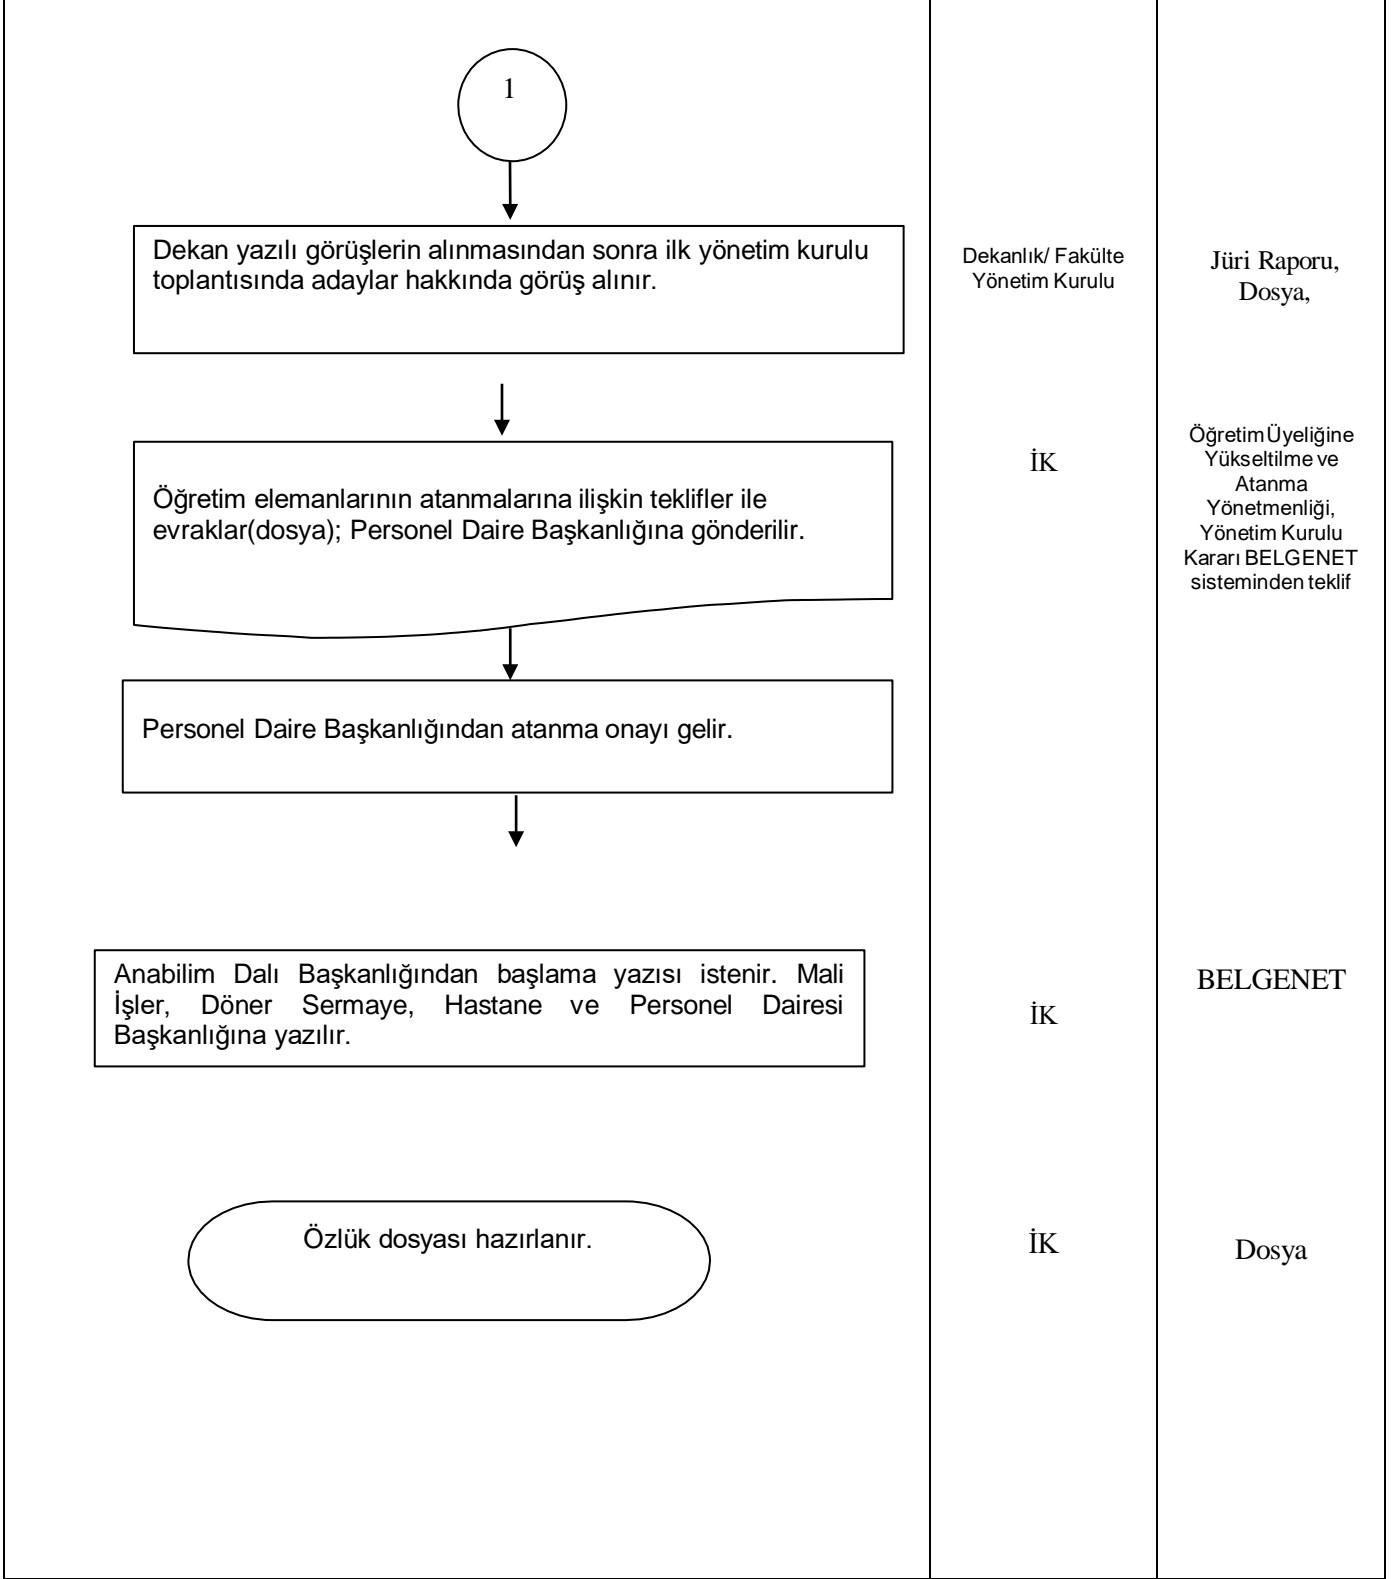 1
Dekan yazılı görüşlerin alınmasından sonra ilk yönetim kurulu
toplantısında adaylar hakkında görüş alınır.
Dekanlık/ Fakülte
Yönetim Kurulu
Jüri Raporu,
Dosya,
Öğretim elemanlarının atanmalarına ilişkin teklifler ile
evraklar(dosya); Personel Daire Başkanlığına gönderilir.
İK
Öğretim Üyeliğine
Yükseltilme ve
Atanma
Yönetmenliği,
Yönetim Kurulu
Kararı BELGENET
sisteminden teklif
Personel Daire Başkanlığından atanma onayı gelir.
Anabilim Dalı Başkanlığından başlama yazısı istenir. Mali
İşler, Döner Sermaye, Hastane ve Personel Dairesi
Başkanlığına yazılır.
İK
BELGENET
Özlük dosyası hazırlanır.
İK
Dosya